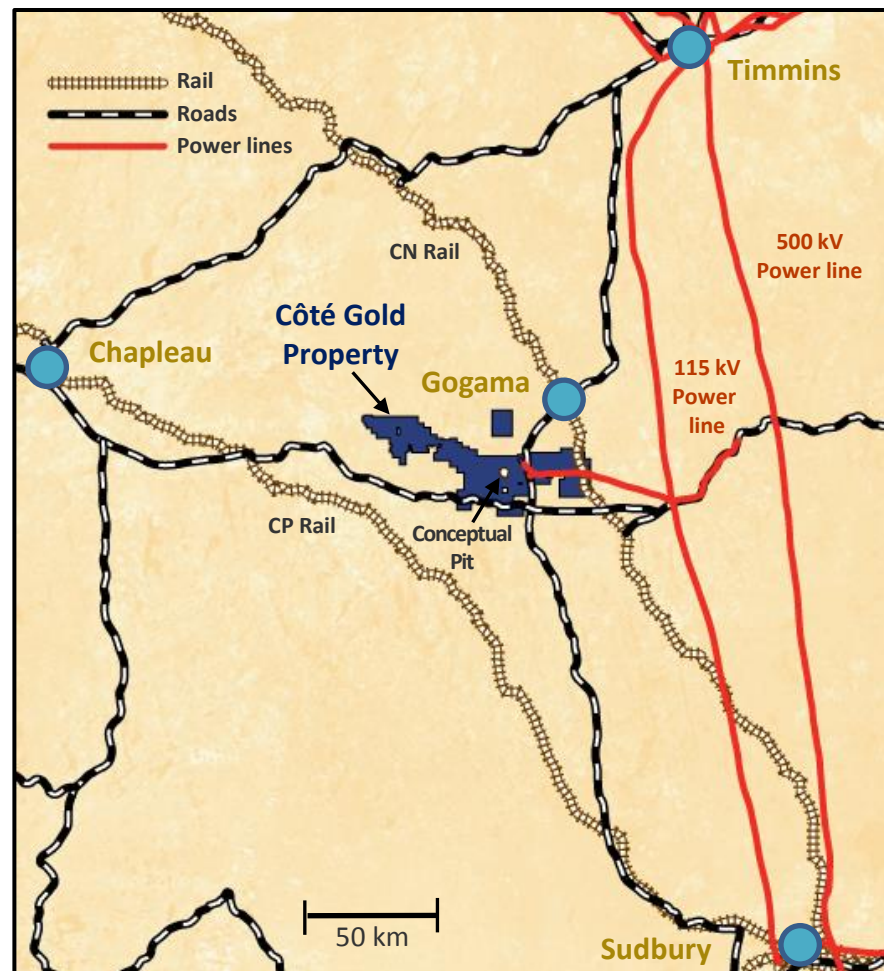 Timmins
Rail
Roads
Power lines
500 kV
Power line
CN Rail
Côté Gold
Property
Chapleau
Gogama
115 kV
Power
line
CP Rail
Conceptual
Pit
50 km
Sudbury